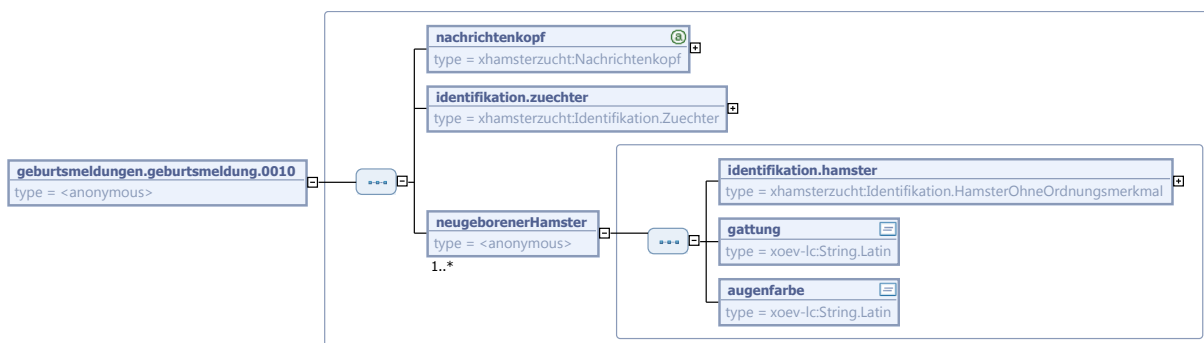 nachrichtenkopf
type = xhamsterzucht:Nachrichtenkopf
identifikation.zuechter
type = xhamsterzucht:Identifikation.Zuechter
geburtsmeldungen.geburtsmeldung.0010
type = <anonymous>
neugeborenerHamster
type = <anonymous>
1..*
identifikation.hamster
type = xhamsterzucht:Identifikation.HamsterOhneOrdnungsmerkmal
gattung
type = xoev-lc:String.Latin
augenfarbe
type = xoev-lc:String.Latin